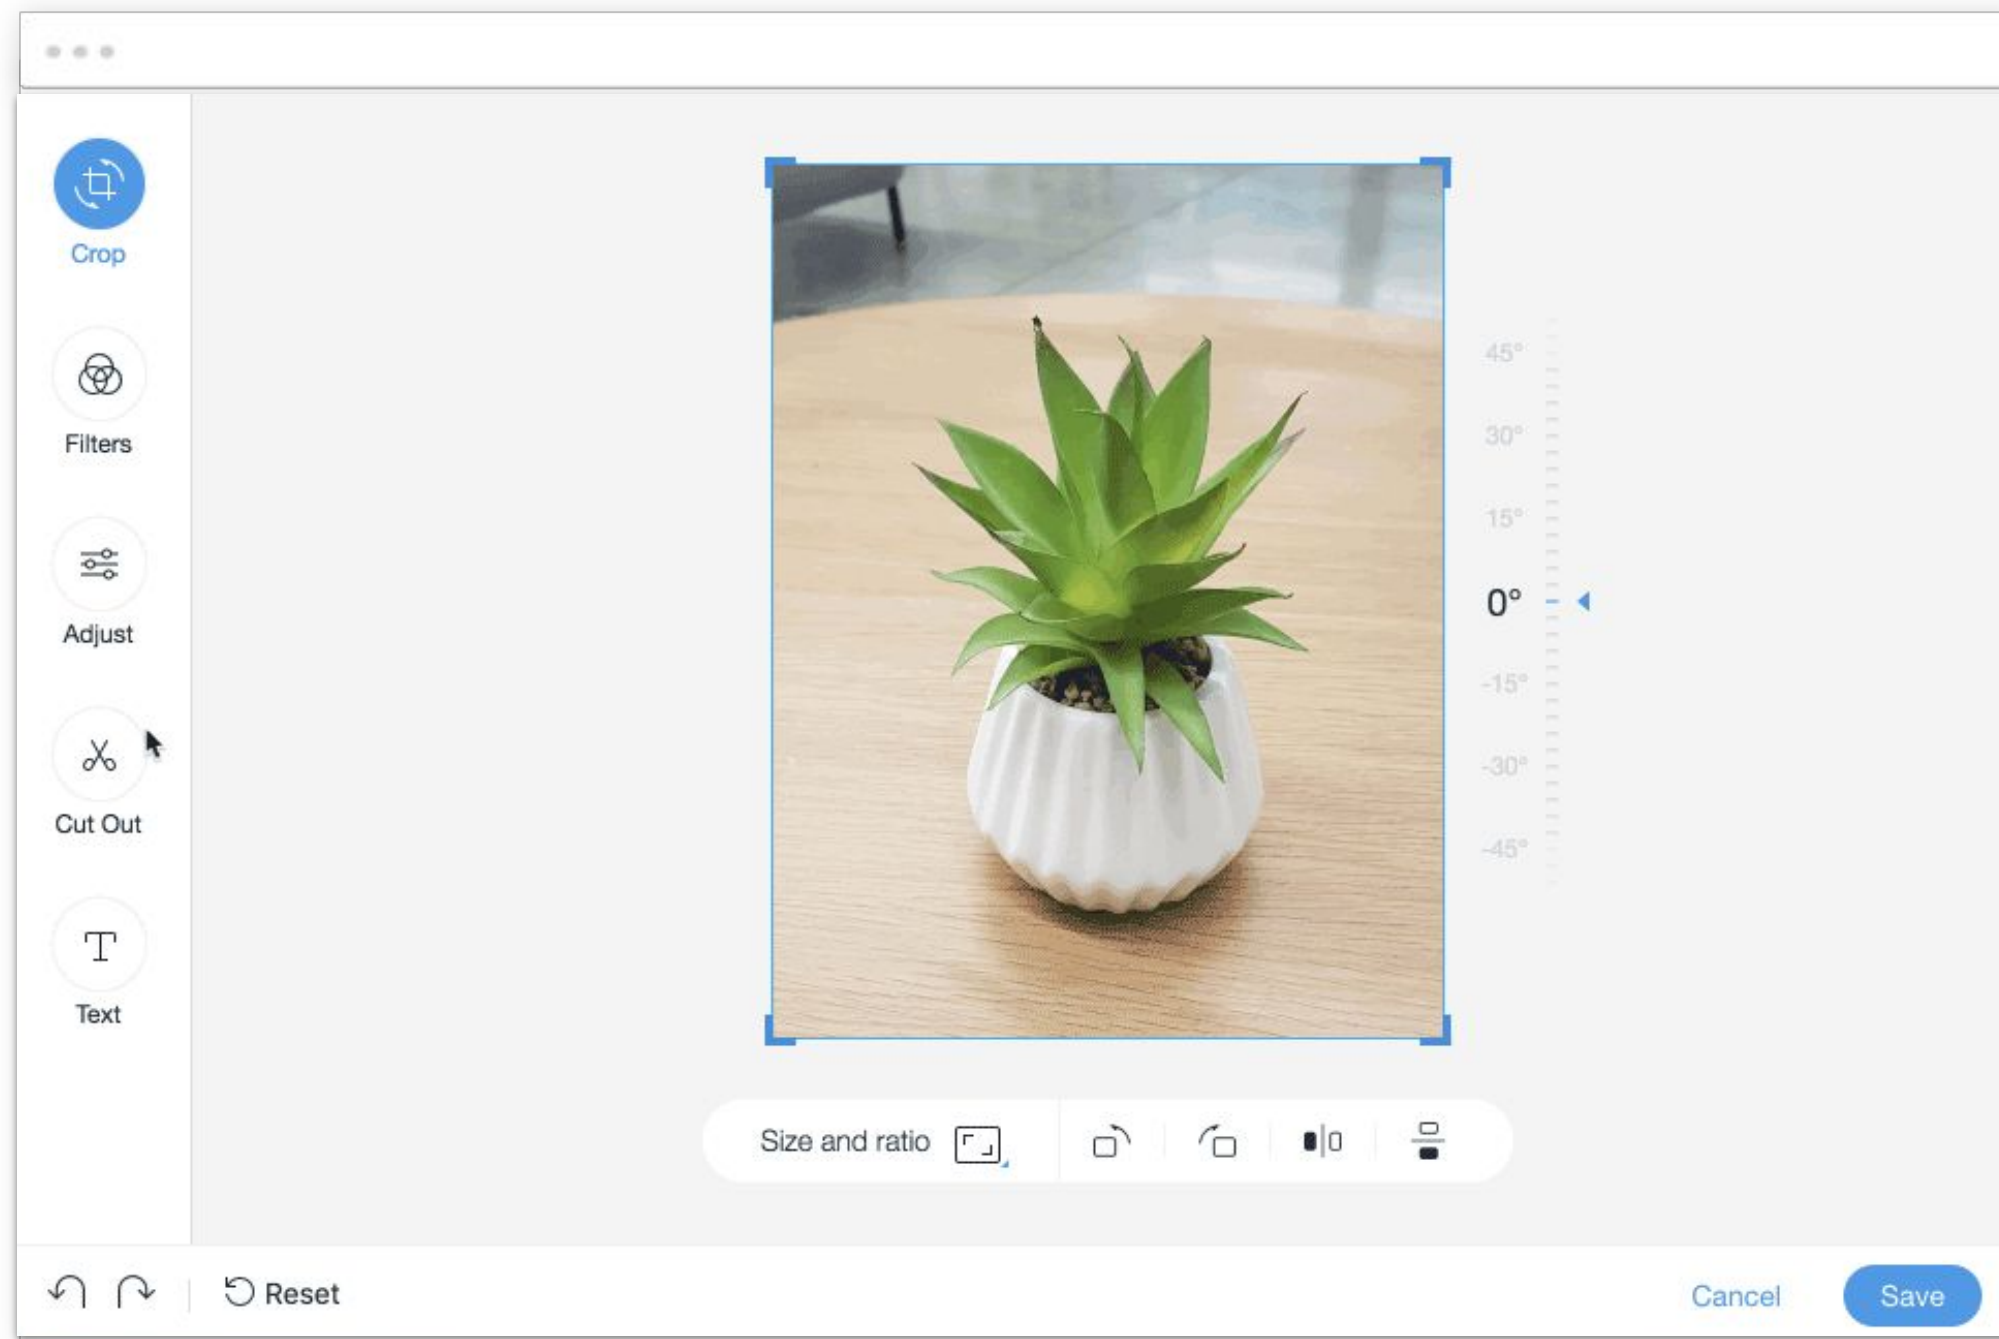 Crop
Filters
Adjust
Cut Out
Text
45°
30°
15°
0°
-15°
-30°
-45°
Size and ratio
Reset
Cancel
Save